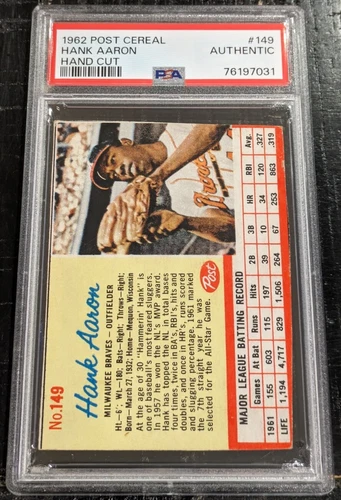 1962 POST CEREAL #149
HANK AARON AUTHENTIC
HAND CUT
PSA 76197031
No.149
Hank Aaron
MILWAUKEE BRAVES – OUTFIELDER
Ht.–6'; Wt.–180; Bats–Right; Throws–Right;
Born–March 27, 1932; Home–Mequon, Wisconsin
At the age of 30 "Hammerin' Hank" is
one of baseball's most feared sluggers.
In 1957 he won the NL's MVP award.
Hank has topped the NL in total bases
four times, twice in BA's, RBI's, hits and
doubles, and once in HR's, runs scored
and slugging percentage. 1961 marked
the 7th straight year he was
selected for the All-Star Game.
Post
Braves
MAJOR LEAGUE BATTING RECORD
Games At Bat Runs Hits 2B 3B HR RBI Avg.
1961 155 603 115 197 39 10 34 120 .327
LIFE 1,194 4,717 829 1,506 264 67 253 863 .319